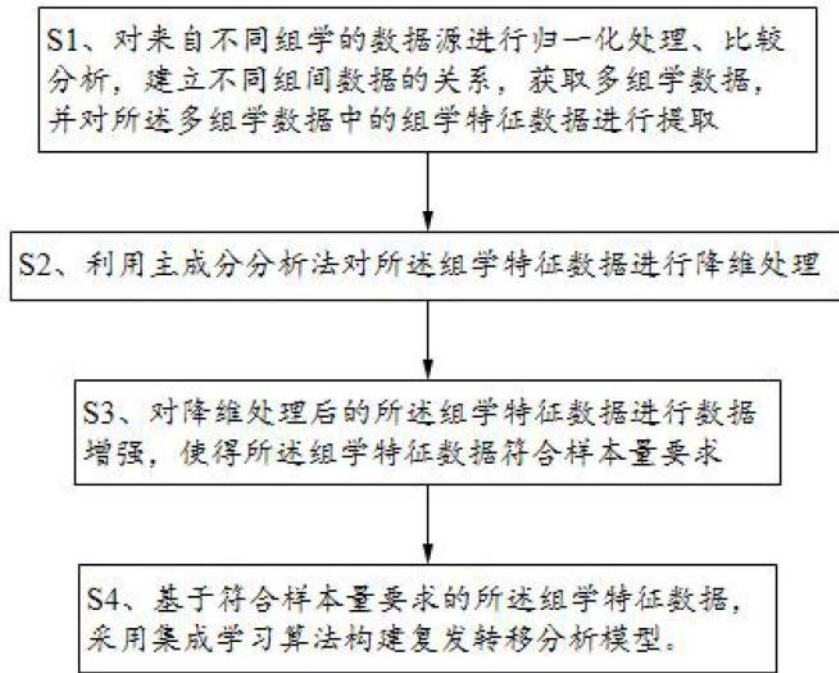 S1、对来自不同组学的数据源进行归一化处理、比较
分析，建立不同组间数据的关系，获取多组学数据，
并对所述多组学数据中的组学特征数据进行提取
S2、利用主成分分析法对所述组学特征数据进行降维处理
S3、对降维处理后的所述组学特征数据进行数据
增强，使得所述组学特征数据符合样本量要求
S4、基于符合样本量要求的所述组学特征数据，
采用集成学习算法构建复发转移分析模型。